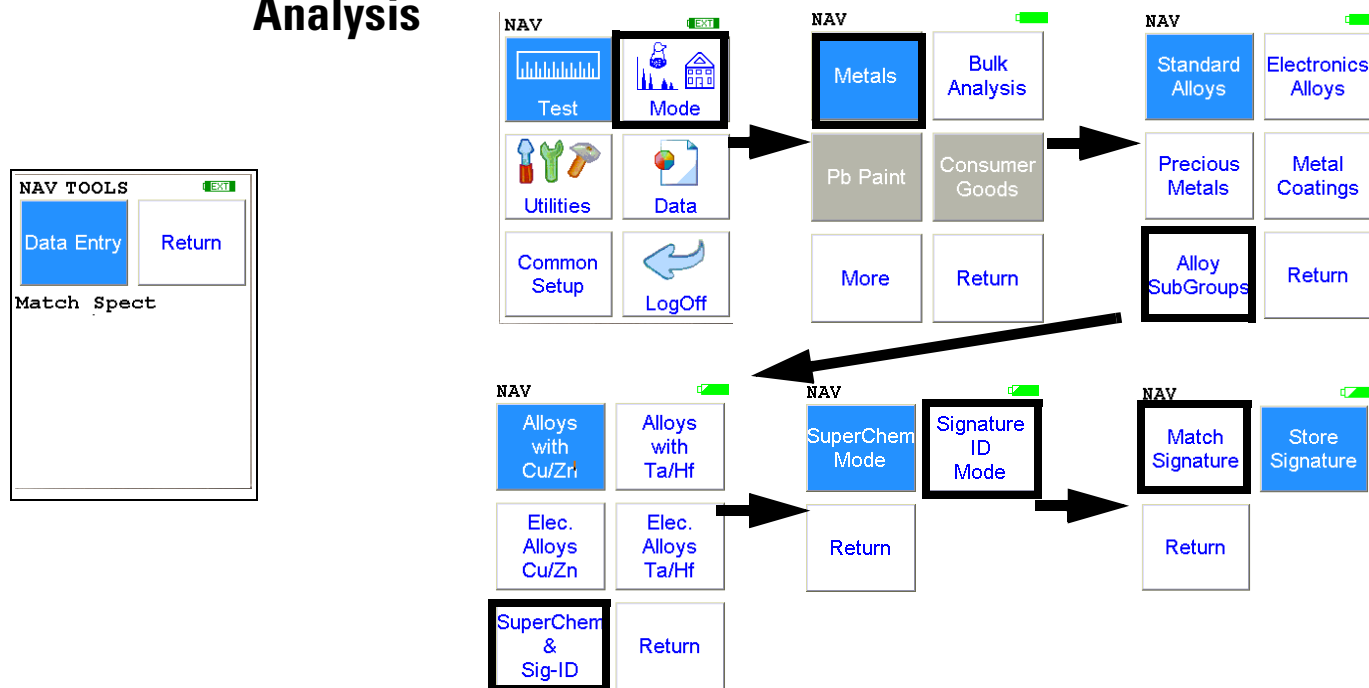 Analysis
NAV TOOLS
EXT
Data Entry
Return
Match Spect
NAV
EXT
Test
Mode
Utilities
Data
Common
Setup
LogOff
NAV
Metals
Bulk
Analysis
Pb Paint
Consumer
Goods
More
Return
NAV
Standard
Alloys
Electronics
Alloys
Precious
Metals
Metal
Coatings
Alloy
SubGroups
Return
NAV
Alloys
with
Cu/Zn
Alloys
with
Ta/Hf
Elec.
Alloys
Cu/Zn
Elec.
Alloys
Ta/Hf
SuperChem
&
Sig-ID
Return
NAV
SuperChem
Mode
Signature
ID
Mode
Return
NAV
Match
Signature
Store
Signature
Return